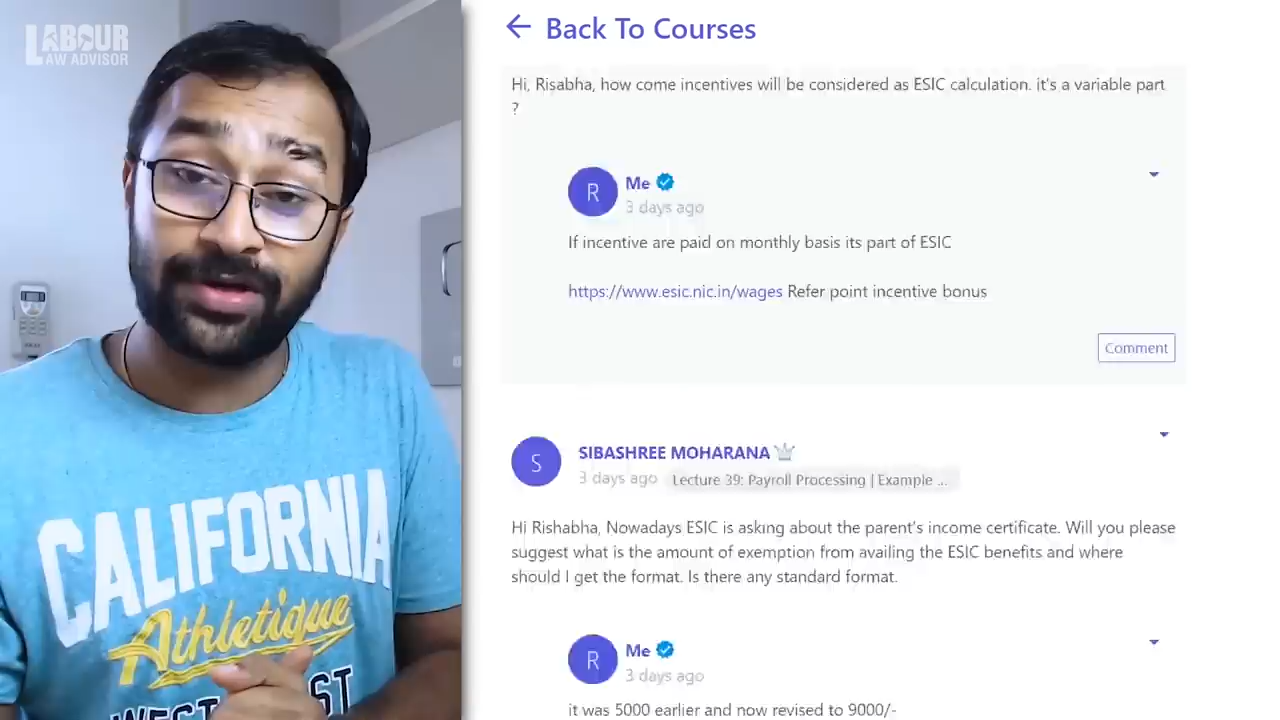 LABOUR
LAW ADVISOR
CALIFORNIA
Athletique
← Back To Courses
Hi, Risabha, how come incentives will be considered as ESIC calculation. it's a variable part
?
R
Me
3 days ago
If incentive are paid on monthly basis its part of ESIC
https://www.esic.nic.in/wages Refer point incentive bonus
Comment
S
SIBASHREE MOHARANA
3 days ago Lecture 39: Payroll Processing | Example ...
Hi Rishabha, Nowadays ESIC is asking about the parent's income certificate. Will you please
suggest what is the amount of exemption from availing the ESIC benefits and where
should I get the format. Is there any standard format.
R
Me
3 days ago
it was 5000 earlier and now revised to 9000/-